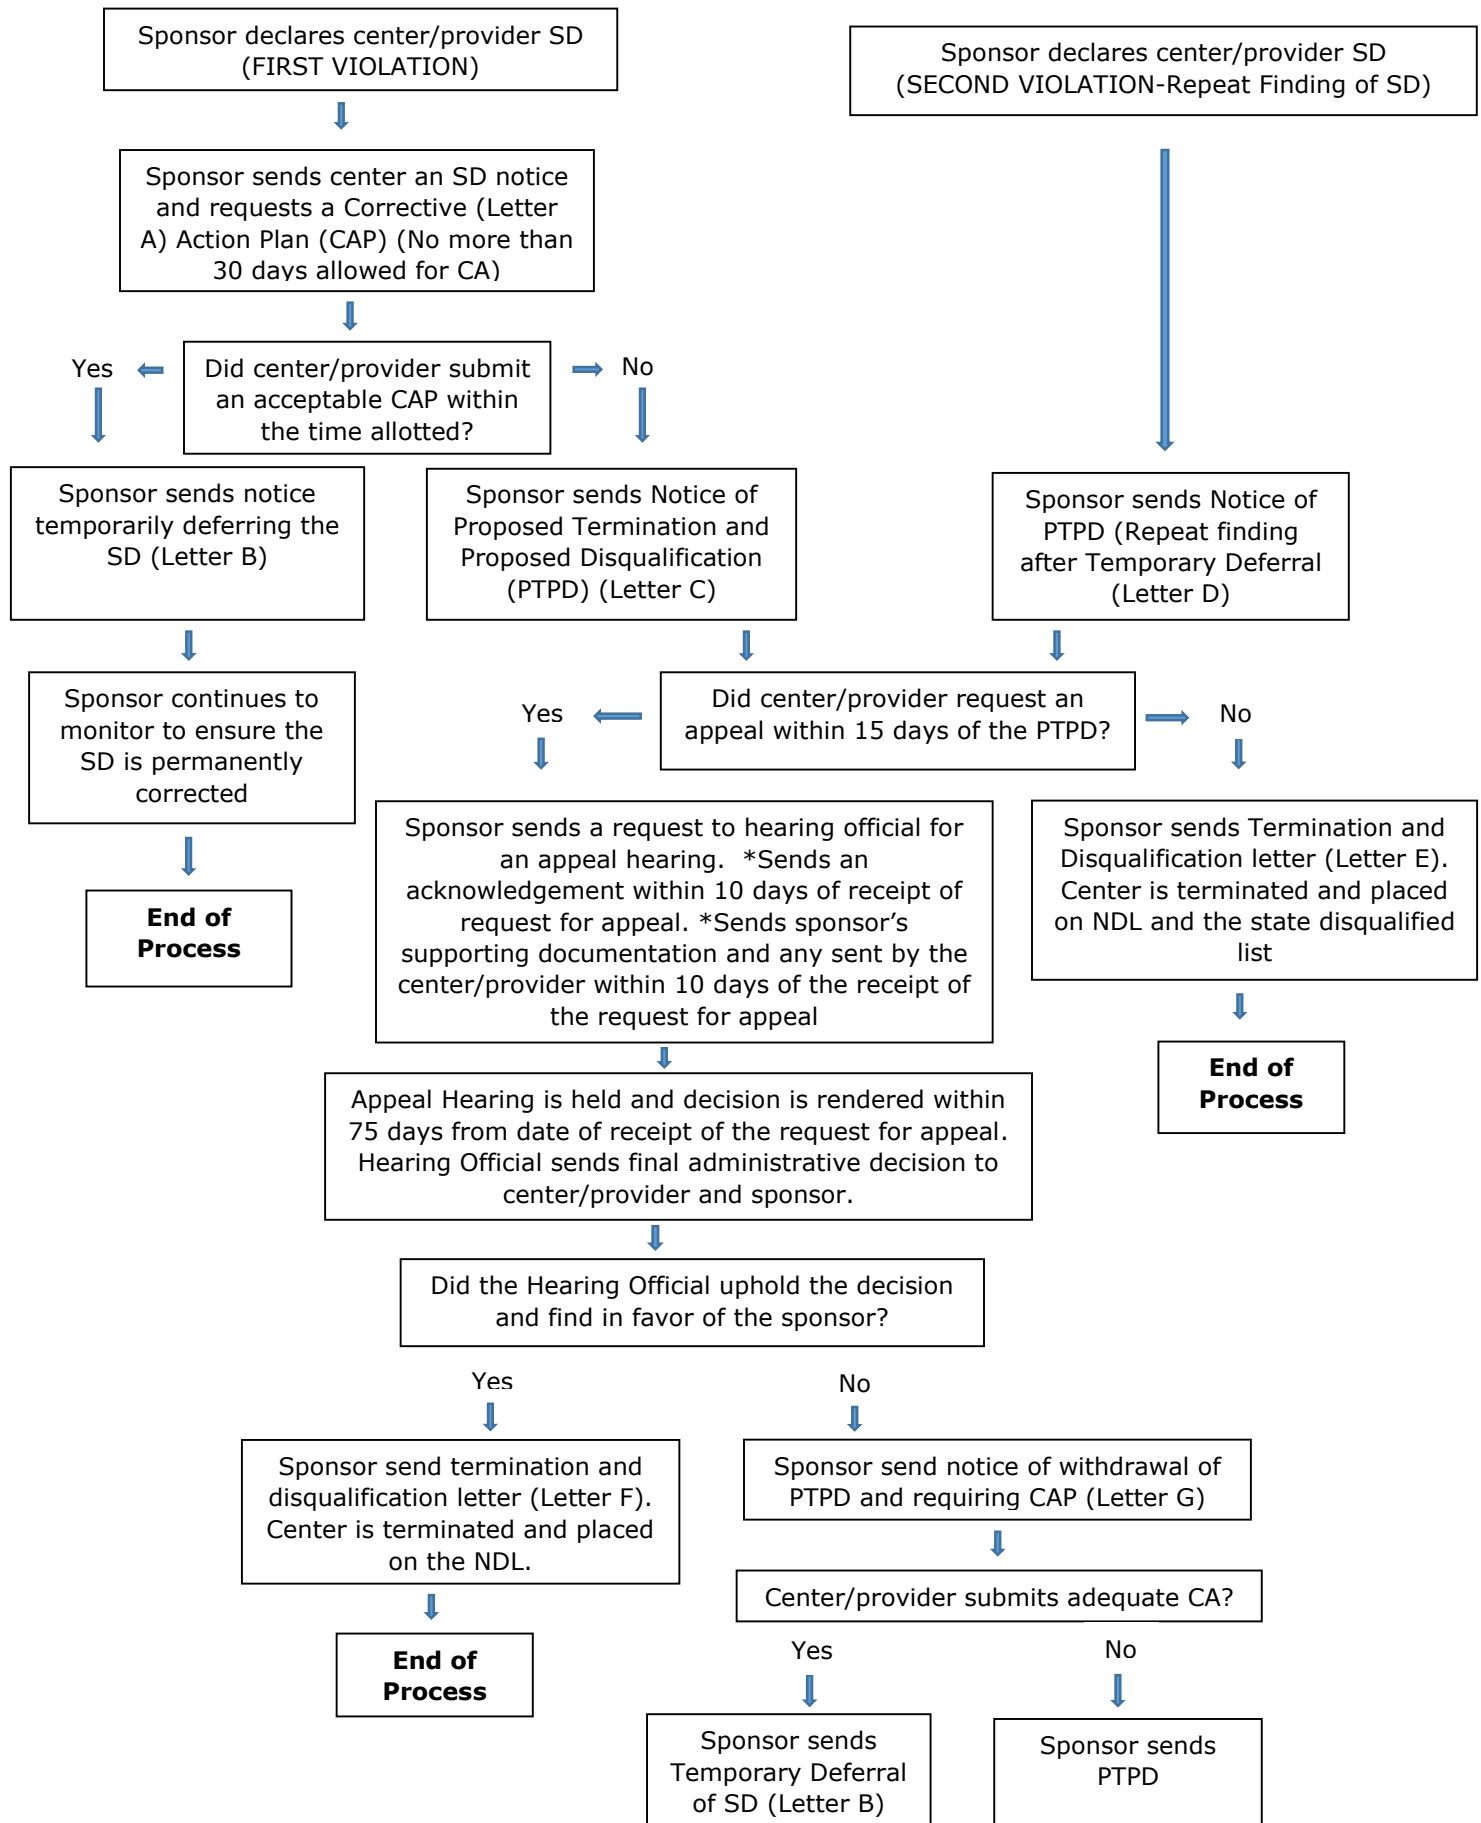 Sponsor declares center/provider SD
(FIRST VIOLATION)
Sponsor declares center/provider SD
(SECOND VIOLATION-Repeat Finding of SD)
Sponsor sends center an SD notice
and requests a Corrective (Letter
A) Action Plan (CAP) (No more than
30 days allowed for CA)
Yes
Did center/provider submit
an acceptable CAP within
the time allotted?
No
Sponsor sends notice
temporarily deferring the
SD (Letter B)
Sponsor sends Notice of
Proposed Termination and
Proposed Disqualification
(PTPD) (Letter C)
Sponsor sends Notice of
PTPD (Repeat finding
after Temporary Deferral
(Letter D)
Sponsor continues to
monitor to ensure the
SD is permanently
corrected
Yes
Did center/provider request an
appeal within 15 days of the PTPD?
No
End of
Process
Sponsor sends a request to hearing official for
an appeal hearing.  *Sends an
acknowledgement within 10 days of receipt of
request for appeal. *Sends sponsor’s
supporting documentation and any sent by the
center/provider within 10 days of the receipt of
the request for appeal
Sponsor sends Termination and
Disqualification letter (Letter E).
Center is terminated and placed
on NDL and the state disqualified
list
End of
Process
Appeal Hearing is held and decision is rendered within
75 days from date of receipt of the request for appeal.
Hearing Official sends final administrative decision to
center/provider and sponsor.
Did the Hearing Official uphold the decision
and find in favor of the sponsor?
Yes
No
Sponsor send termination and
disqualification letter (Letter F).
Center is terminated and placed
on the NDL.
Sponsor send notice of withdrawal of
PTPD and requiring CAP (Letter G)
End of
Process
Center/provider submits adequate CA?
Yes
No
Sponsor sends
Temporary Deferral
of SD (Letter B)
Sponsor sends
PTPD